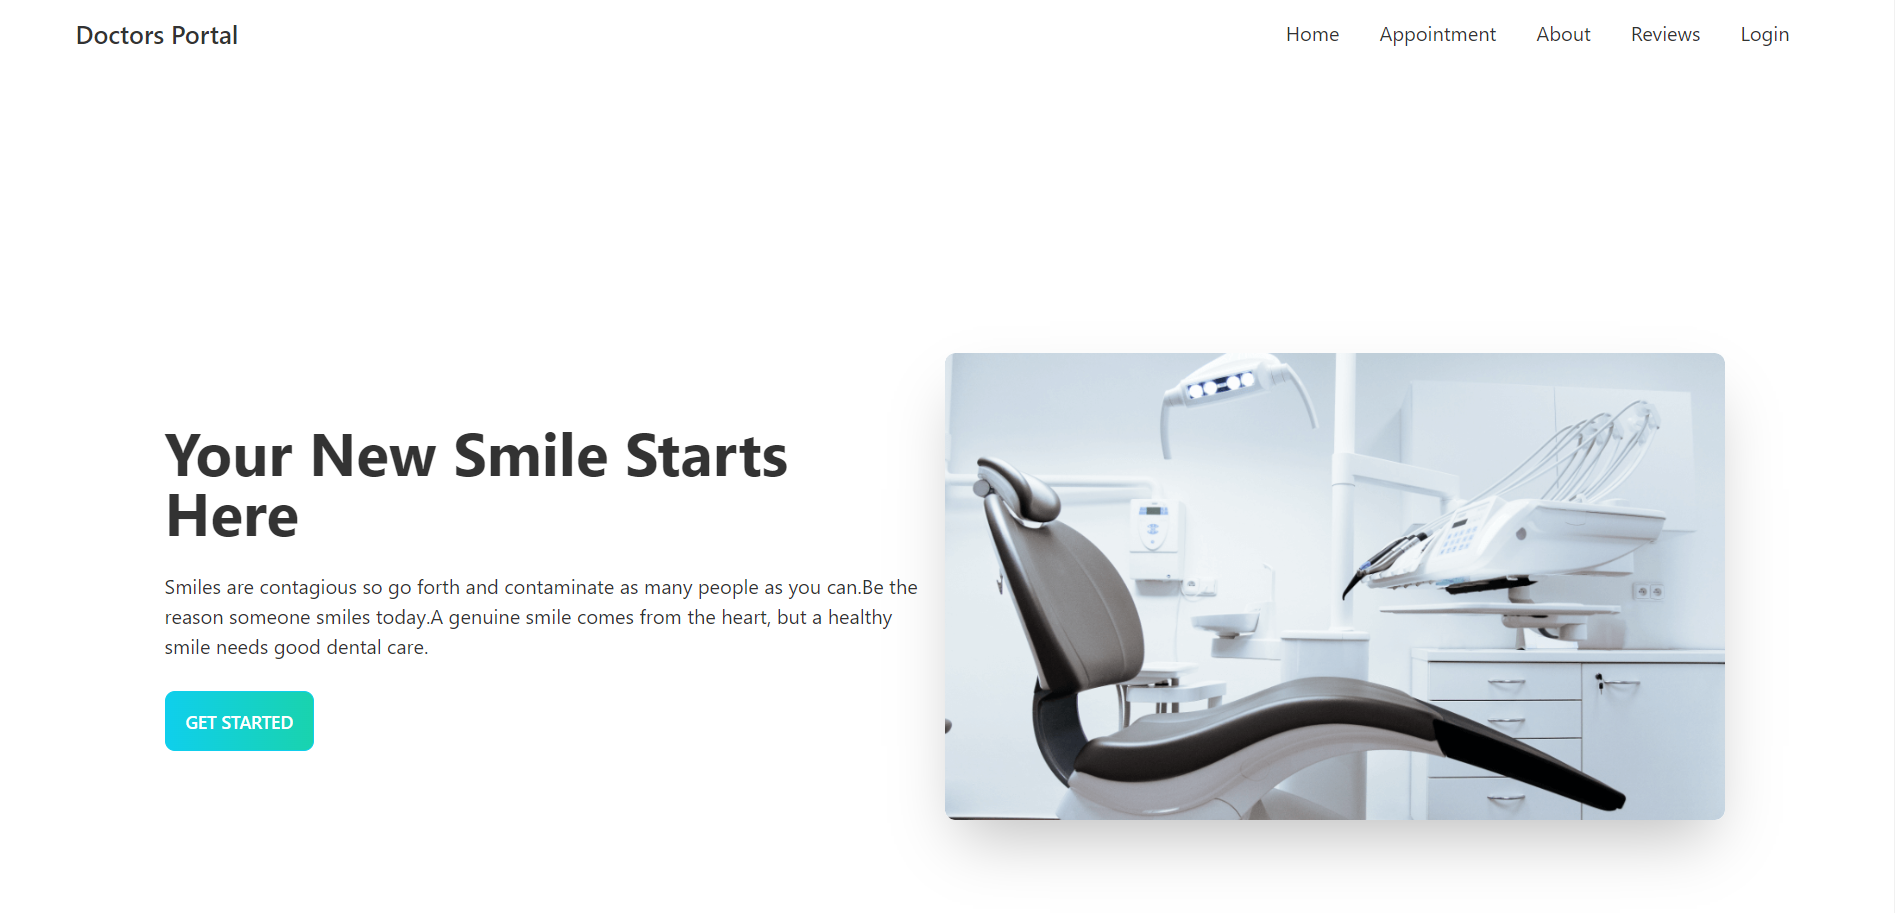 Doctors Portal
Home Appointment About Reviews Login
Your New Smile Starts
Here
Smiles are contagious so go forth and contaminate as many people as you can.Be the
reason someone smiles today.A genuine smile comes from the heart, but a healthy
smile needs good dental care.
GET STARTED